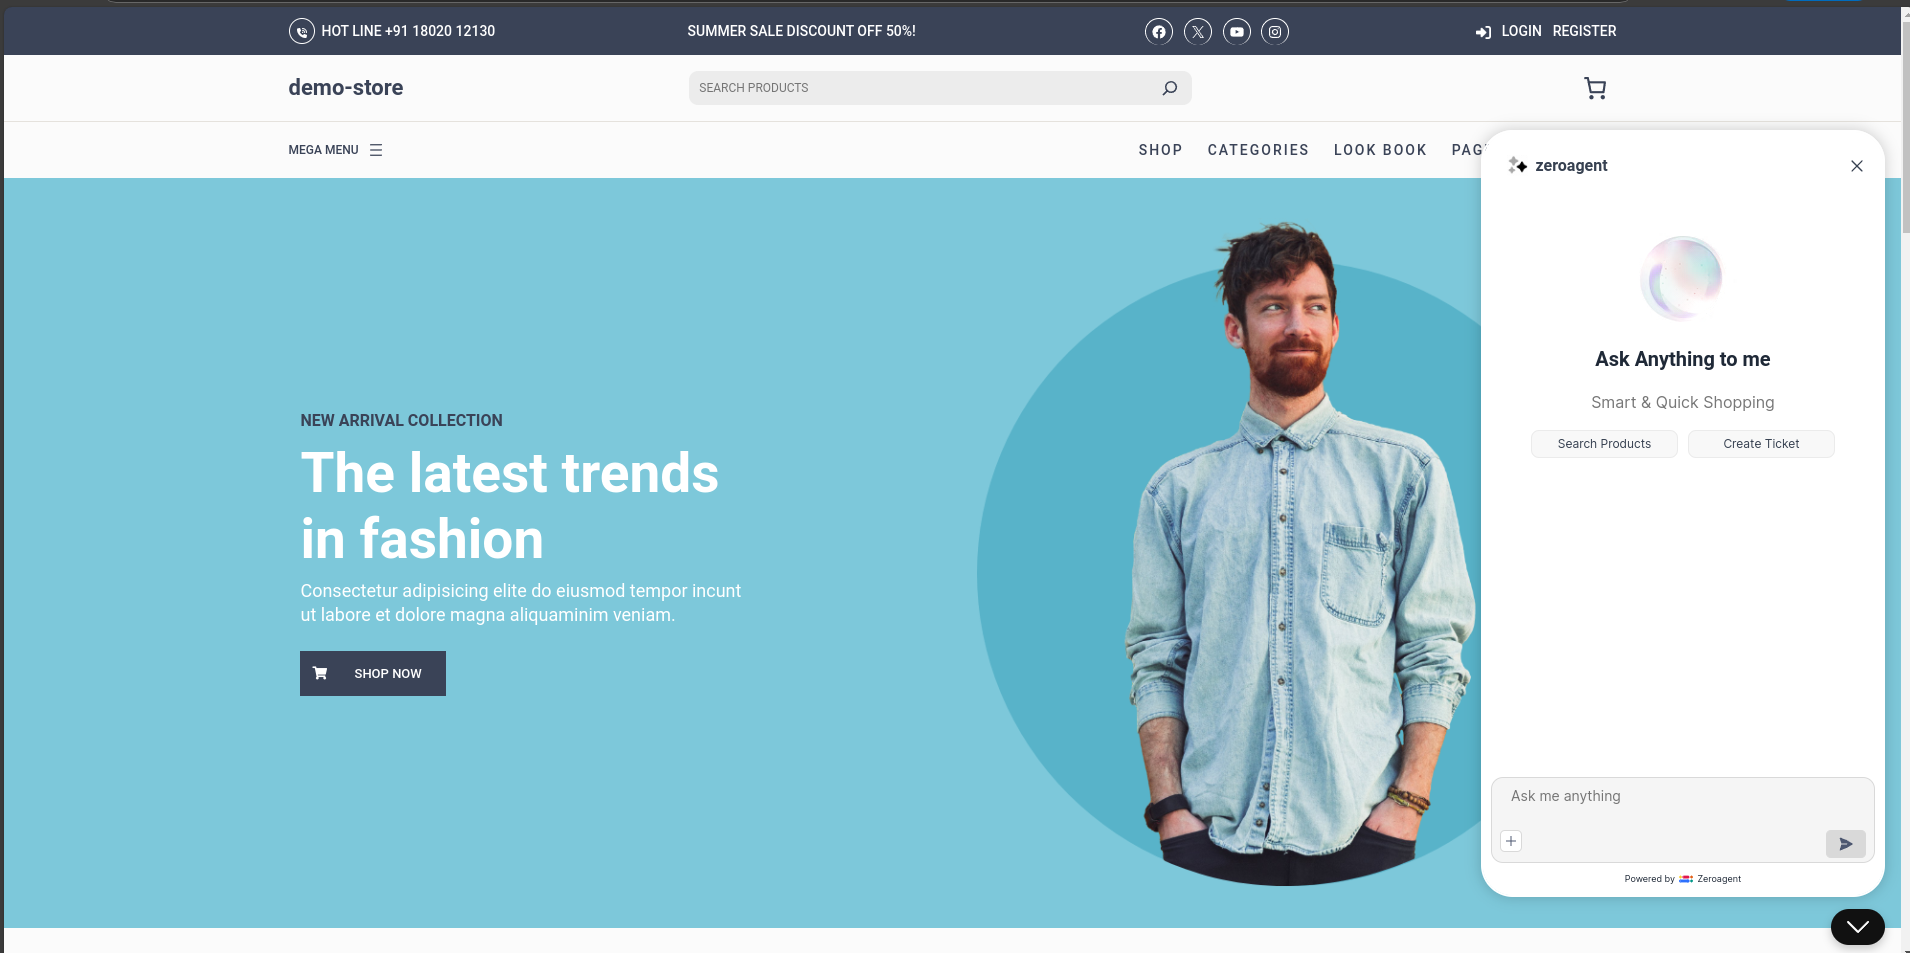 HOT LINE +91 18020 12130
SUMMER SALE DISCOUNT OFF 50%!
LOGIN REGISTER
demo-store
SEARCH PRODUCTS
MEGA MENU
SHOP CATEGORIES LOOK BOOK
zeroagent
Ask Anything to me
Smart & Quick Shopping
Search Products
Create Ticket
NEW ARRIVAL COLLECTION
The latest trends
in fashion
Consectetur adipisicing elite do eiusmod tempor incunt
ut labore et dolore magna aliquaminim veniam.
SHOP NOW
Ask me anything
Powered by Zeroagent